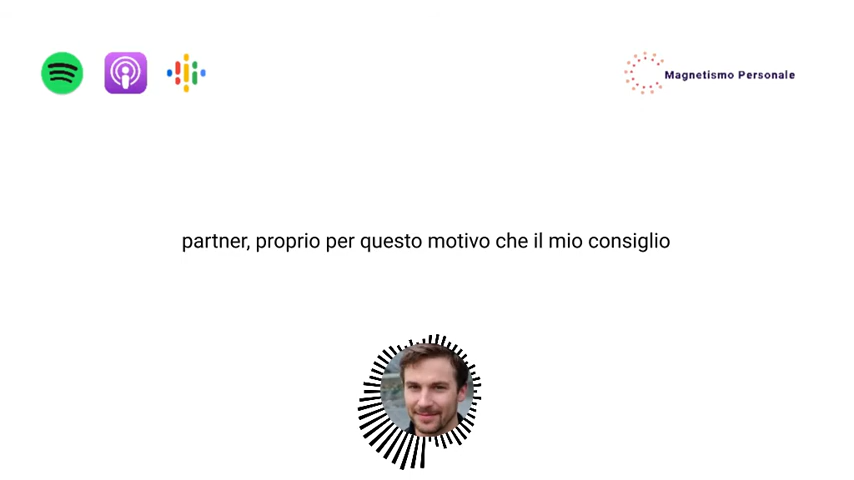 Magnetismo Personale
partner, proprio per questo motivo che il mio consiglio